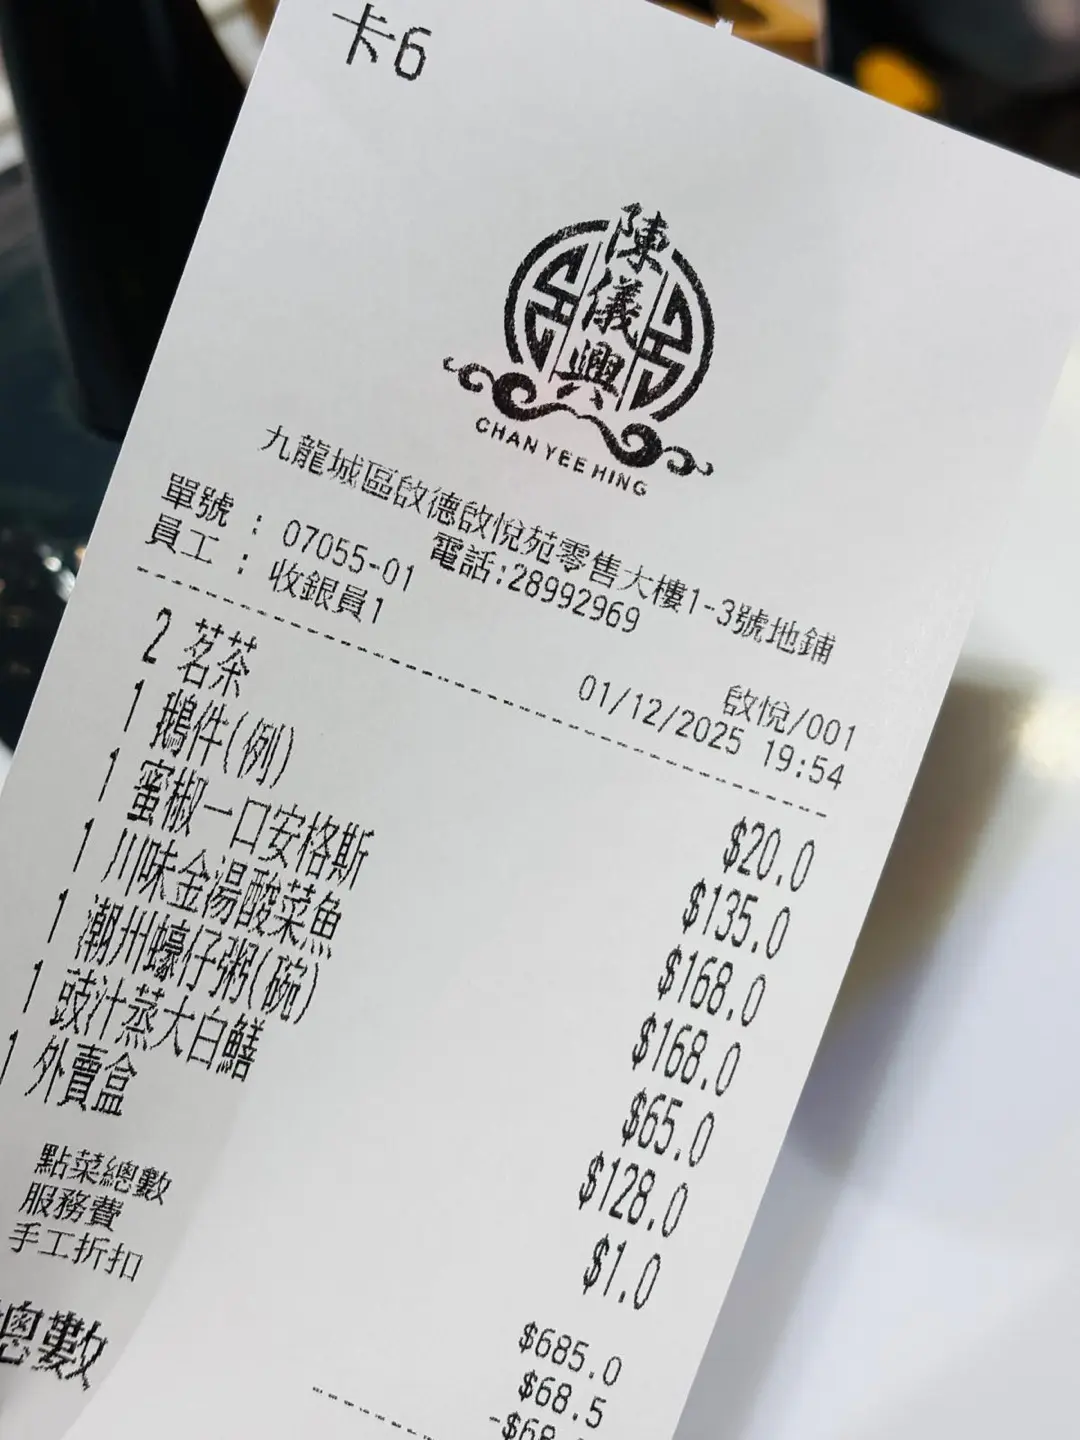 卡6
陳儀興
CHAN YEE HING
九龍城區啟德啟悅苑零售大樓1-3號地鋪
電話:28992969
單號 : 07055-01 啟悅/001
員工 : 收銀員1 01/12/2025 19:54
2 茗茶 $20.0
1 鵝件(例) $135.0
1 蜜椒一口安格斯 $168.0
1 川味金湯酸菜魚 $168.0
1 潮州蠔仔粥(碗) $65.0
1 豉汁蒸大白鱔 $128.0
1 外賣盒 $1.0
點菜總數 $685.0
服務費 $68.5
手工折扣 -$68.
總數